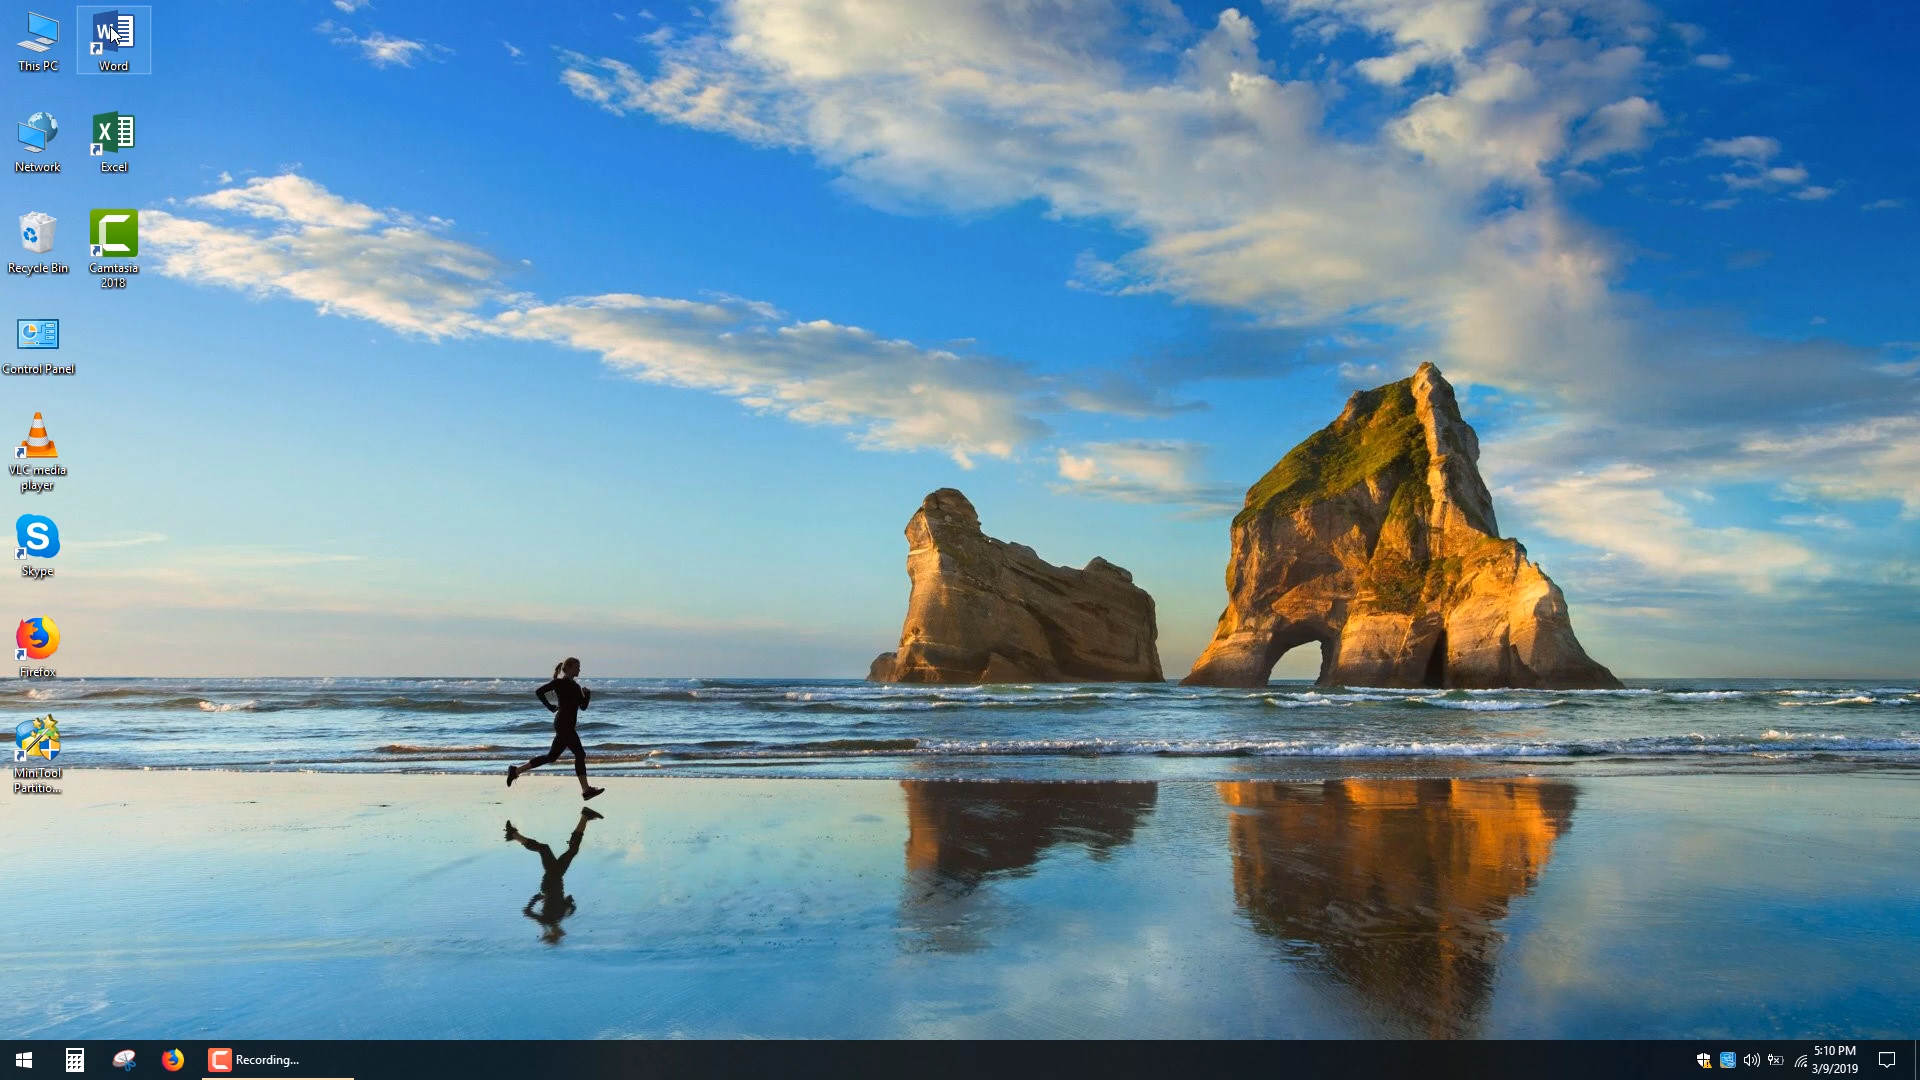 This PC
Word
Network
Excel
Recycle Bin
Camtasia
2018
Control Panel
VLC media
player
Skype
Firefox
MiniTool
Partitio...
Recording...
5:10 PM
3/9/2019